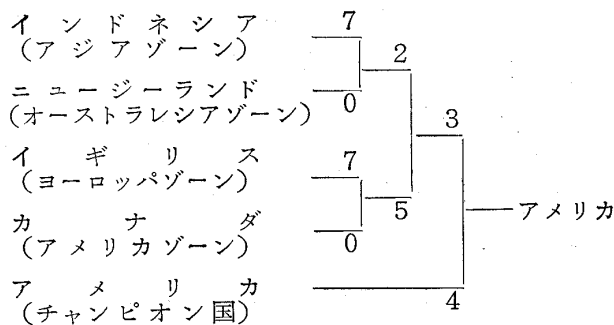 インドネシア
(アジアゾーン)
7
2
ニュージーランド
(オーストラレシアゾーン)
0
3
イギリス
(ヨーロッパゾーン)
7
5
アメリカ
カナダ
(アメリカゾーン)
0
アメリカ
(チャンピオン国)
4